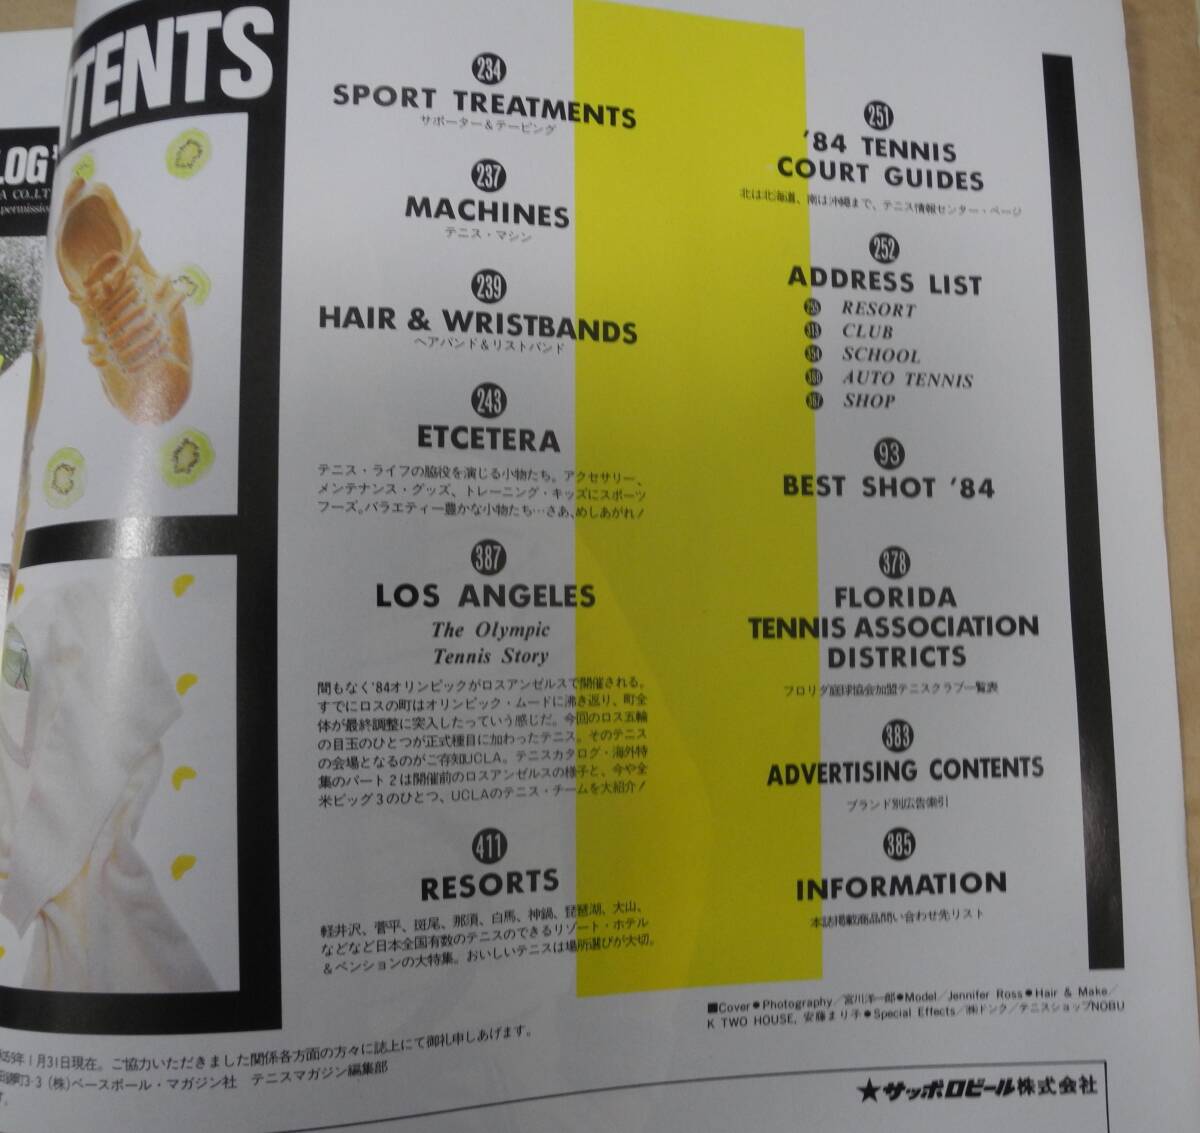 TENTS
LOG
A CO.,LT
permission
234
SPORT TREATMENTS
サポーター&テーピング
237
MACHINES
テニス・マシン
239
HAIR & WRISTBANDS
ヘアバンド&リストバンド
243
ETCETERA
テニス・ライフの脇役を演じる小物たち。アクセサリー、
メンテナンス・グッズ、トレーニング・キッズにスポーツ
フーズ。バラエティー豊かな小物たち…さあ、めしあがれ!
387
LOS ANGELES
The Olympic
Tennis Story
間もなく'84オリンピックがロスアンゼルスで開催される。
すでにロスの町はオリンピック・ムードに沸き返り、町全
体が最終調整に突入したっていう感じだ。今回のロス五輪
の目玉のひとつが正式種目に加わったテニス。そのテニス
の会場となるのがご存知UCLA。テニスカタログ・海外特
集のパート2は開催前のロスアンゼルスの様子と、今や全
米ビッグ3のひとつ、UCLAのテニス・チームを大紹介!
411
RESORTS
軽井沢、菅平、斑尾、那須、白馬、神鍋、琵琶湖、大山、
などなど日本全国有数のテニスのできるリゾート・ホテル
&ペンションの大特集。おいしいテニスは場所選びが大切。
251
'84 TENNIS
COURT GUIDES
北は北海道、南は沖縄まで、テニス情報センター・ページ
252
ADDRESS LIST
RESORT
CLUB
SCHOOL
AUTO TENNIS
SHOP
93
BEST SHOT '84
378
FLORIDA
TENNIS ASSOCIATION
DISTRICTS
フロリダ庭球協会加盟テニスクラブ一覧表
383
ADVERTISING CONTENTS
ブランド別広告索引
385
INFORMATION
本誌掲載商品問い合わせ先リスト
■Cover●Photography/宮川洋一郎●Model/Jennifer Ross●Hair & Make/
K TWO HOUSE, 安藤まり子●Special Effects/㈱ドンク/テニスショップNOBU
59年1月31日現在。ご協力いただきました関係各方面の方々に誌上にて御礼申しあげます。
町3-3 (株)ベースボール・マガジン社 テニスマガジン編集部
す。
★サッポロビール株式会社